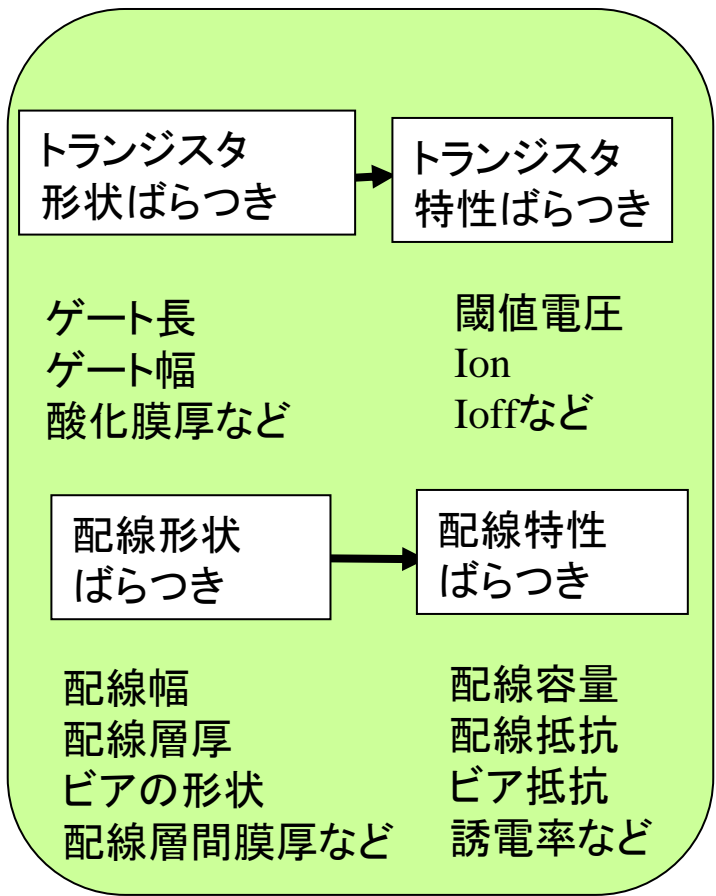 トランジスタ
形状ばらつき
トランジスタ
特性ばらつき
ゲート長
ゲート幅
酸化膜厚など
閾値電圧
Ion
Ioffなど
配線形状
ばらつき
配線特性
ばらつき
配線幅
配線層厚
ビアの形状
配線層間膜厚など
配線容量
配線抵抗
ビア抵抗
誘電率など